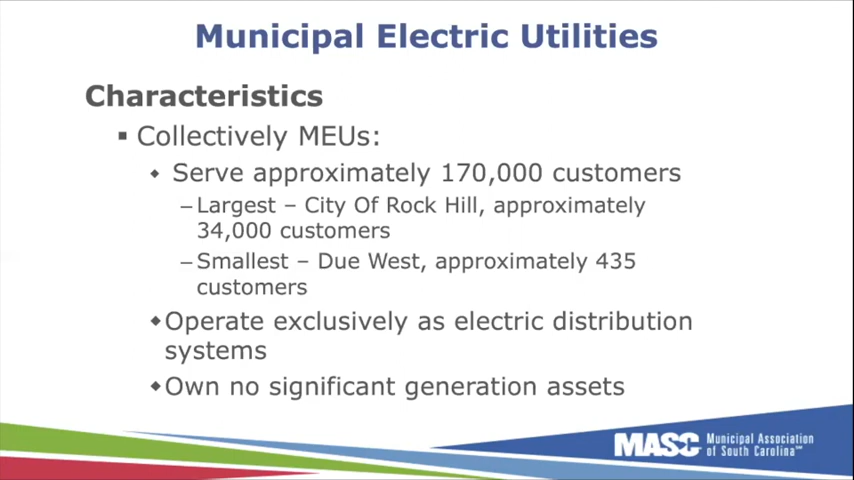 Municipal Electric Utilities
Characteristics
▪ Collectively MEUs:
◆ Serve approximately 170,000 customers
– Largest – City Of Rock Hill, approximately
34,000 customers
– Smallest – Due West, approximately 435
customers
◆ Operate exclusively as electric distribution
systems
◆ Own no significant generation assets
MASC Municipal Association
of South Carolina℠